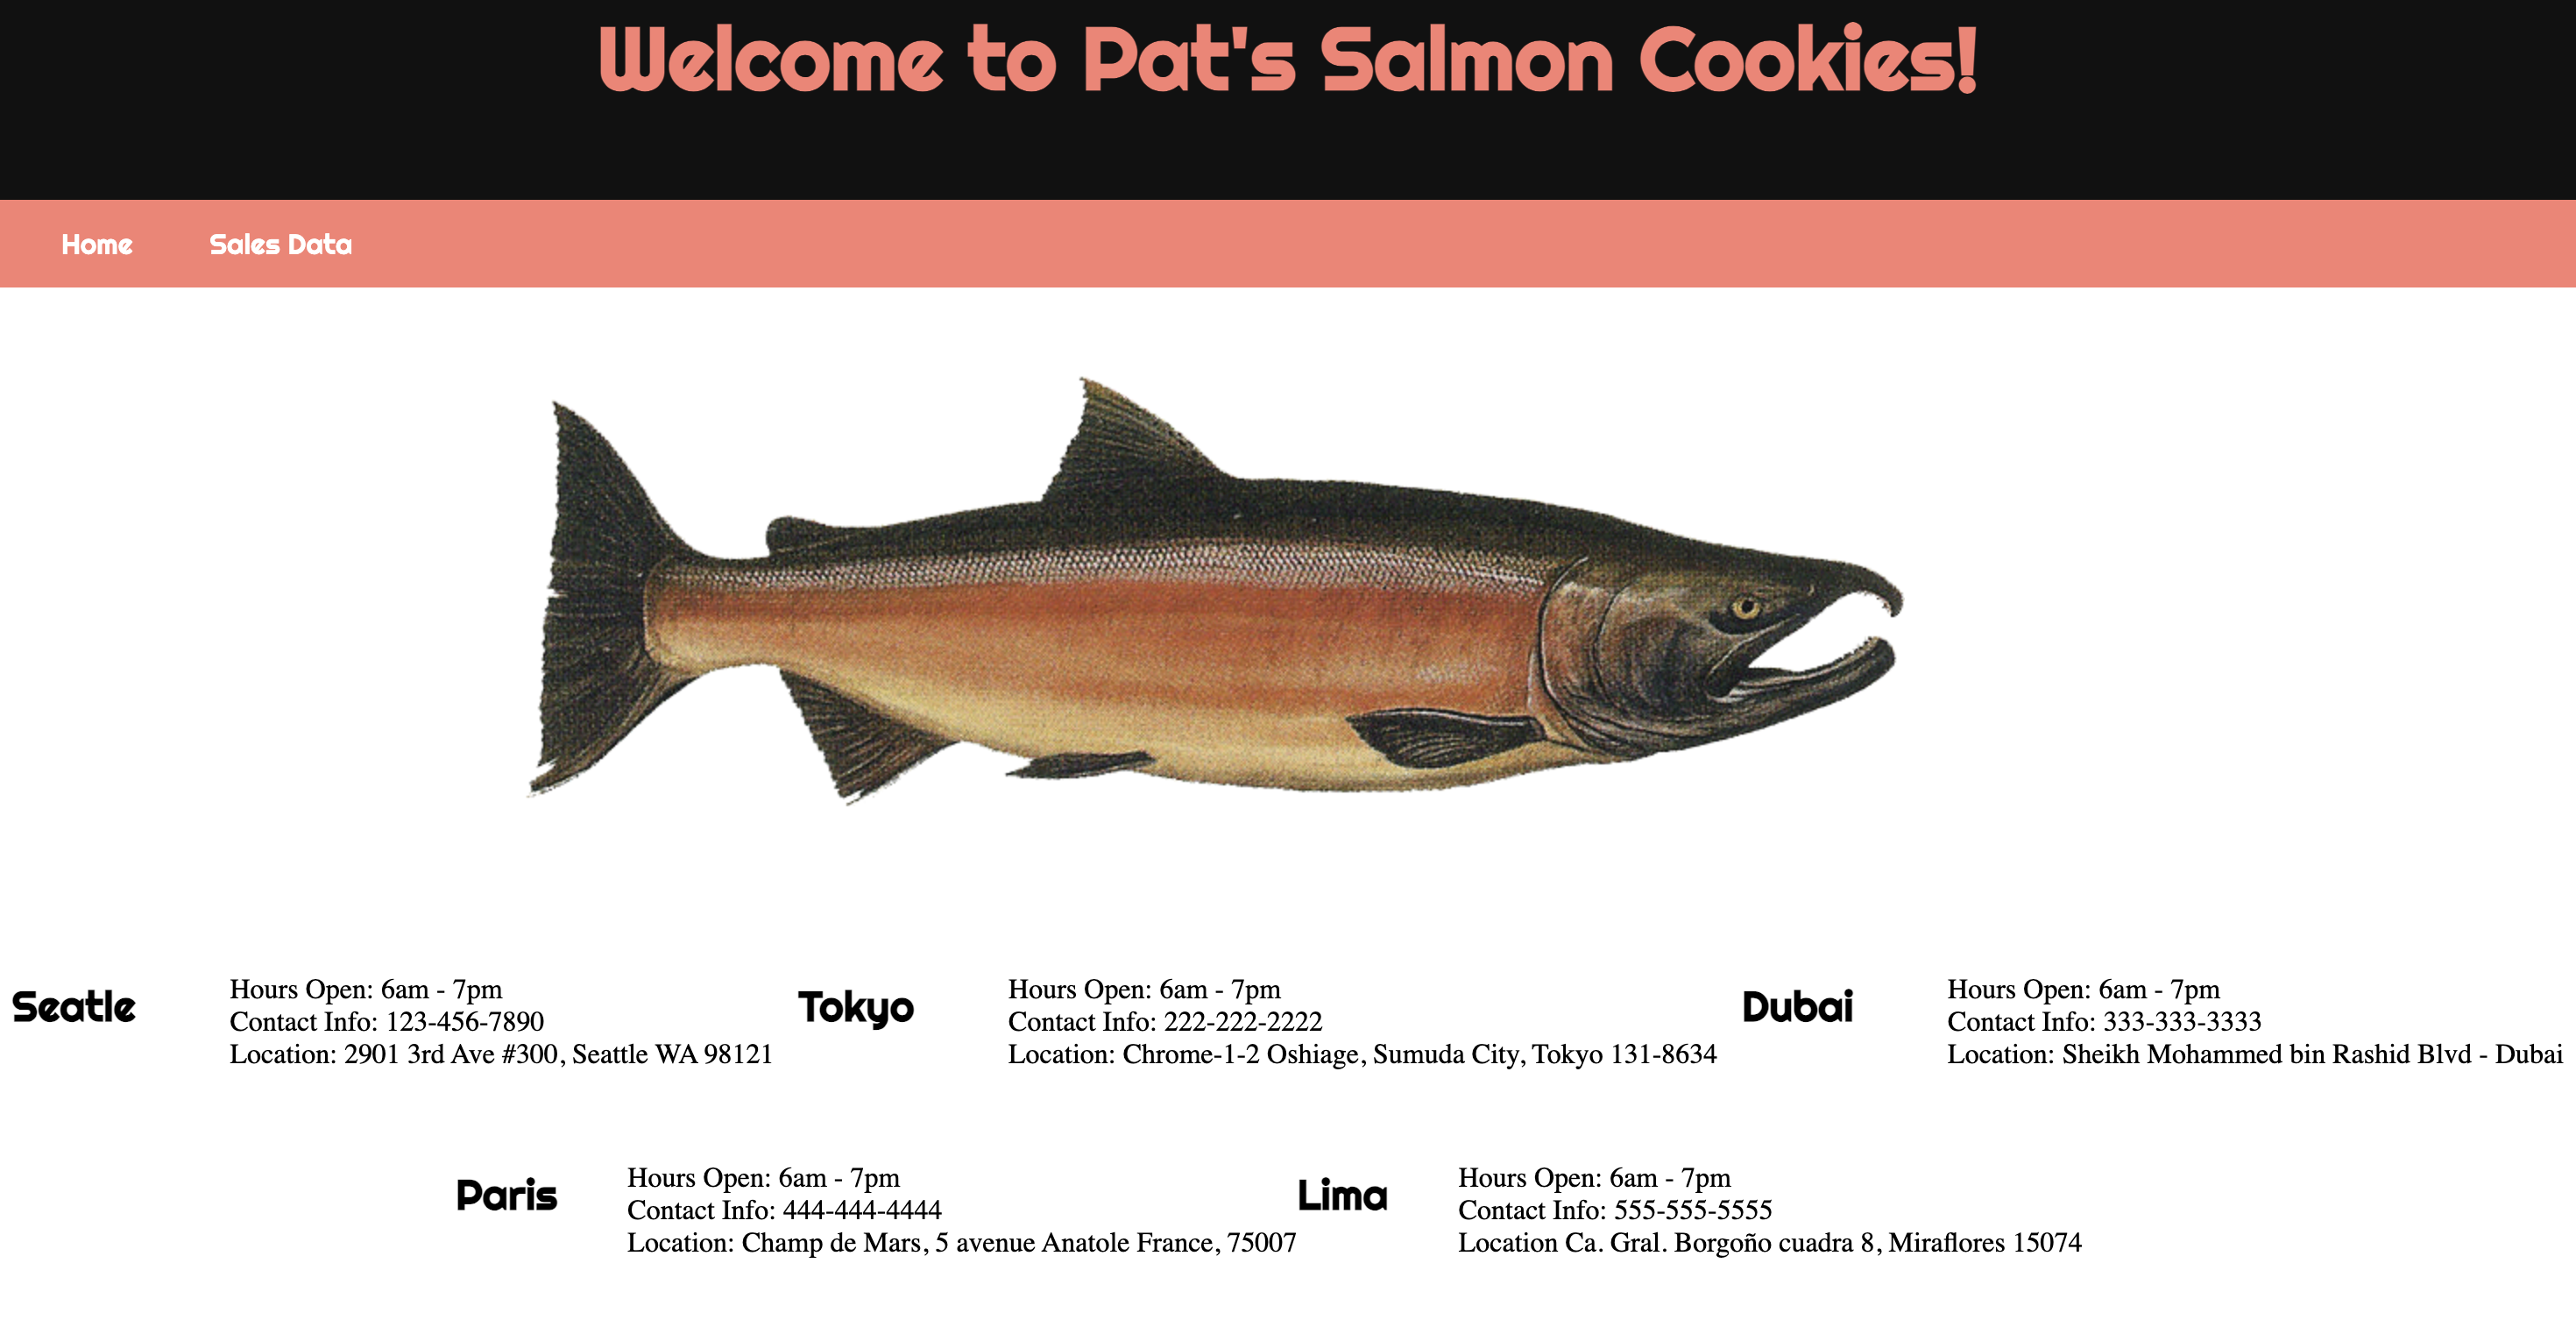 Welcome to Pat's Salmon Cookies!
Home
Sales Data
Seatle
Hours Open: 6am - 7pm
Contact Info: 123-456-7890
Location: 2901 3rd Ave #300, Seattle WA 98121
Tokyo
Hours Open: 6am - 7pm
Contact Info: 222-222-2222
Location: Chrome-1-2 Oshiage, Sumuda City, Tokyo 131-8634
Dubai
Hours Open: 6am - 7pm
Contact Info: 333-333-3333
Location: Sheikh Mohammed bin Rashid Blvd - Dubai
Paris
Hours Open: 6am - 7pm
Contact Info: 444-444-4444
Location: Champ de Mars, 5 avenue Anatole France, 75007
Lima
Hours Open: 6am - 7pm
Contact Info: 555-555-5555
Location Ca. Gral. Borgoño cuadra 8, Miraflores 15074